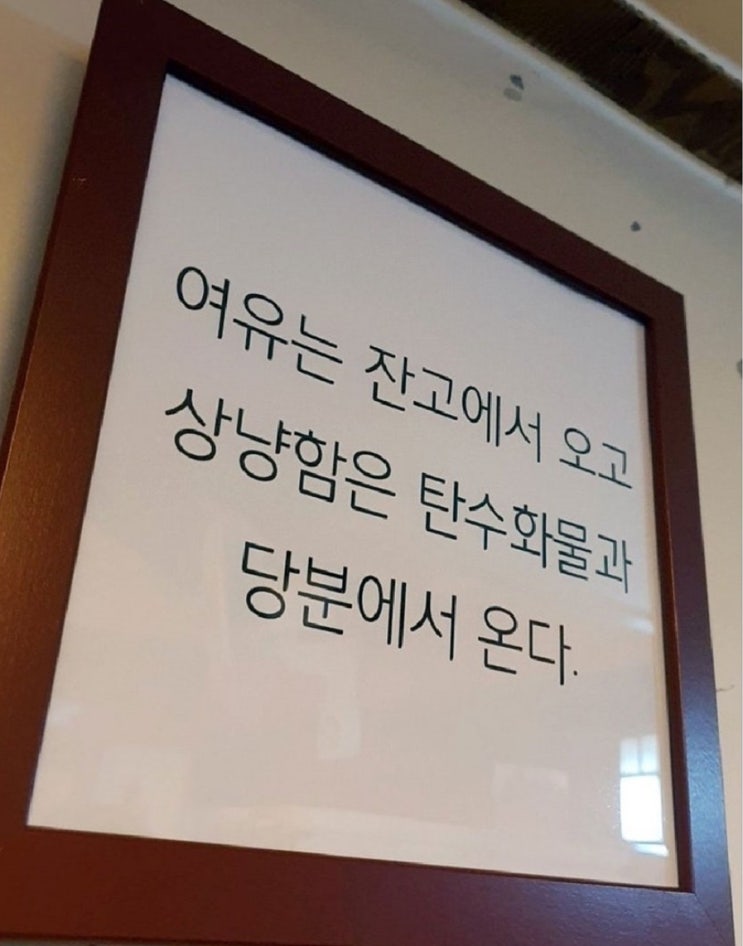 여유는 잔고에서 오고
상냥함은 탄수화물과
당분에서 온다.